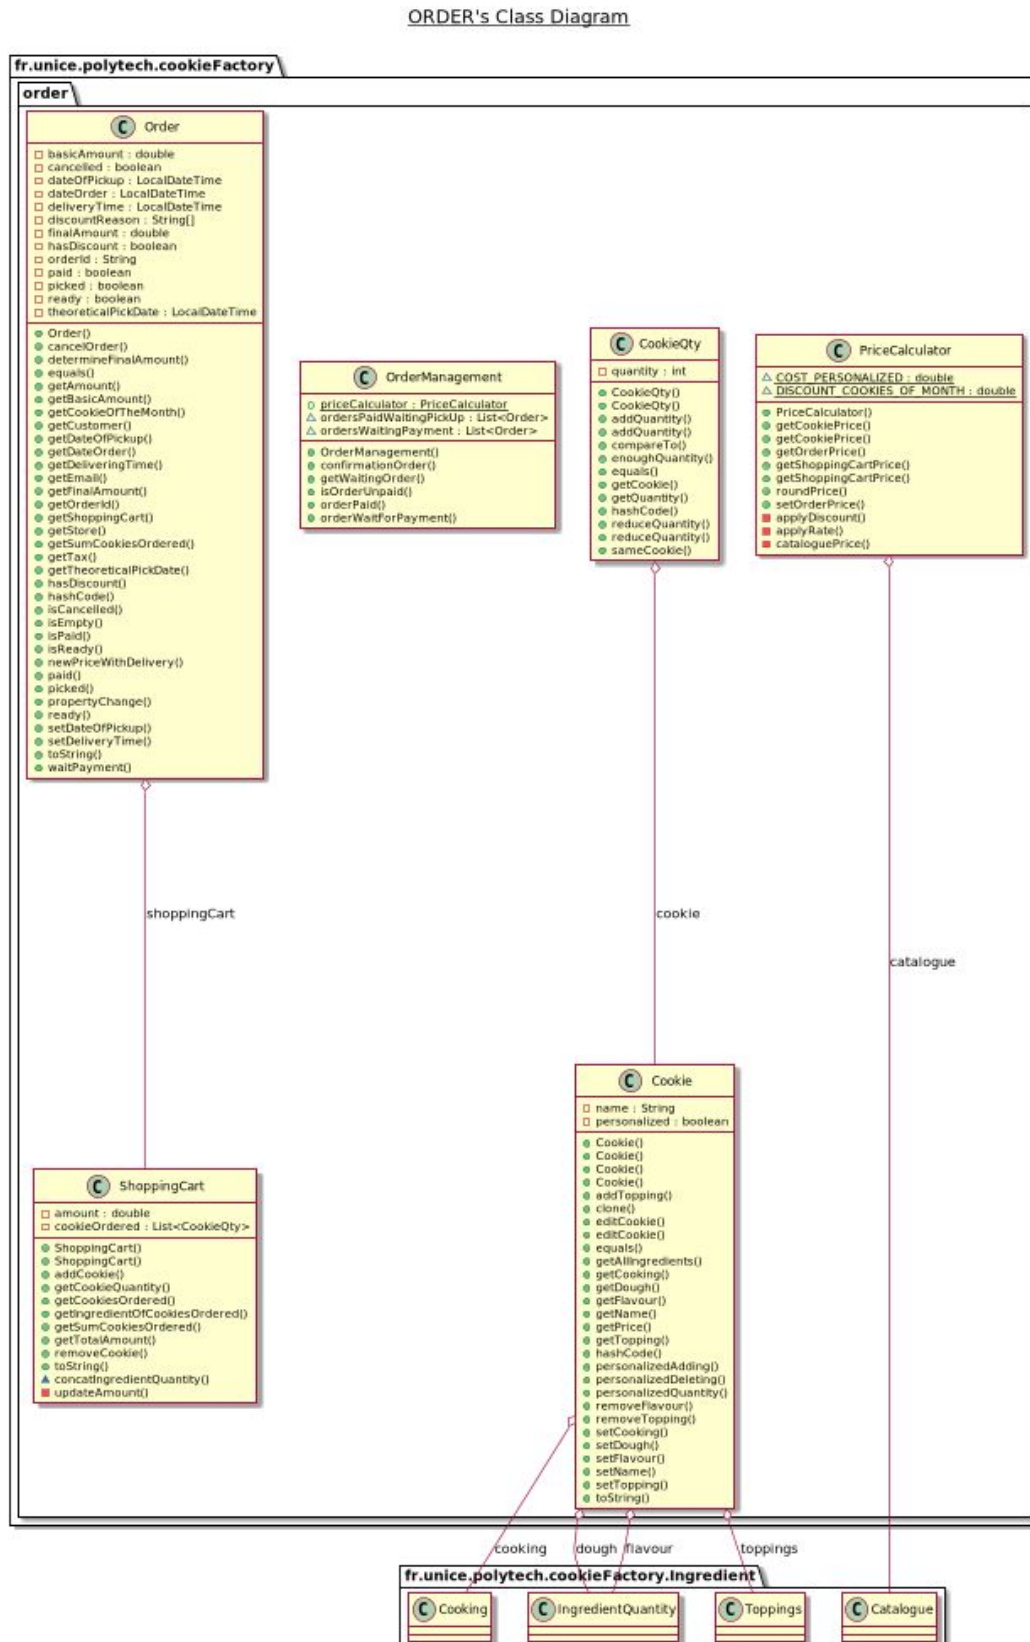 ORDER's Class Diagram
fr.unice.polytech.cookieFactory
order
C Order
basicAmount : double
cancelled : boolean
dateOfPickup : LocalDateTime
dateOrder : LocalDateTime
deliveryTime : LocalDateTime
discountReason : String[]
finalAmount : double
hasDiscount : boolean
orderId : String
paid : boolean
picked : boolean
ready : boolean
theoreticalPickDate : LocalDateTime
Order()
cancelOrder()
determineFinalAmount()
equals()
getAmount()
getBasicAmount()
getCookieOfTheMonth()
getCustomer()
getDateOfPickup()
getDateOrder()
getDeliveringTime()
getEmail()
getFinalAmount()
getOrderId()
getShoppingCart()
getStore()
getSumCookiesOrdered()
getTax()
getTheoreticalPickDate()
hasDiscount()
hashCode()
isCancelled()
isEmpty()
isPaid()
isReady()
newPriceWithDelivery()
paid()
picked()
propertyChange()
ready()
setDateOfPickup()
setDeliveryTime()
toString()
waitPayment()
C OrderManagement
priceCalculator : PriceCalculator
ordersPaidWaitingPickUp : List<Order>
ordersWaitingPayment : List<Order>
OrderManagement()
confirmationOrder()
getWaitingOrder()
isOrderUnpaid()
orderPaid()
orderWaitForPayment()
C CookieQty
quantity : int
CookieQty()
CookieQty()
addQuantity()
addQuantity()
compareTo()
enoughQuantity()
equals()
getCookie()
getQuantity()
hashCode()
reduceQuantity()
reduceQuantity()
sameCookie()
C PriceCalculator
COST_PERSONALIZED : double
DISCOUNT_COOKIES_OF_MONTH : double
PriceCalculator()
getCookiePrice()
getCookiePrice()
getOrderPrice()
getShoppingCartPrice()
getShoppingCartPrice()
roundPrice()
setOrderPrice()
applyDiscount()
applyRate()
cataloguePrice()
shoppingCart
cookie
catalogue
C ShoppingCart
amount : double
cookieOrdered : List<CookieQty>
ShoppingCart()
ShoppingCart()
addCookie()
getCookieQuantity()
getCookiesOrdered()
getIngredientOfCookiesOrdered()
getSumCookiesOrdered()
getTotalAmount()
removeCookie()
toString()
concatIngredientQuantity()
updateAmount()
C Cookie
name : String
personalized : boolean
Cookie()
Cookie()
Cookie()
Cookie()
addTopping()
clone()
editCookie()
editCookie()
equals()
getAllIngredients()
getCooking()
getDough()
getFlavour()
getName()
getPrice()
getTopping()
hashCode()
personalizedAdding()
personalizedDeleting()
personalizedQuantity()
removeFlavour()
removeTopping()
setCooking()
setDough()
setFlavour()
setName()
setTopping()
toString()
cooking dough flavour toppings
fr.unice.polytech.cookieFactory.Ingredient
C Cooking
C IngredientQuantity
C Toppings
C Catalogue